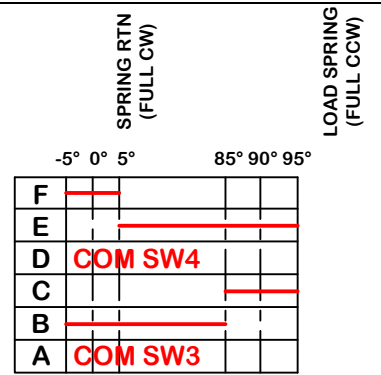 SPRING RTN
(FULL CW)
LOAD SPRING
(FULL CCW)
-5° 0° 5° 85° 90° 95°
F
E
D COM SW4
C
B
A COM SW3